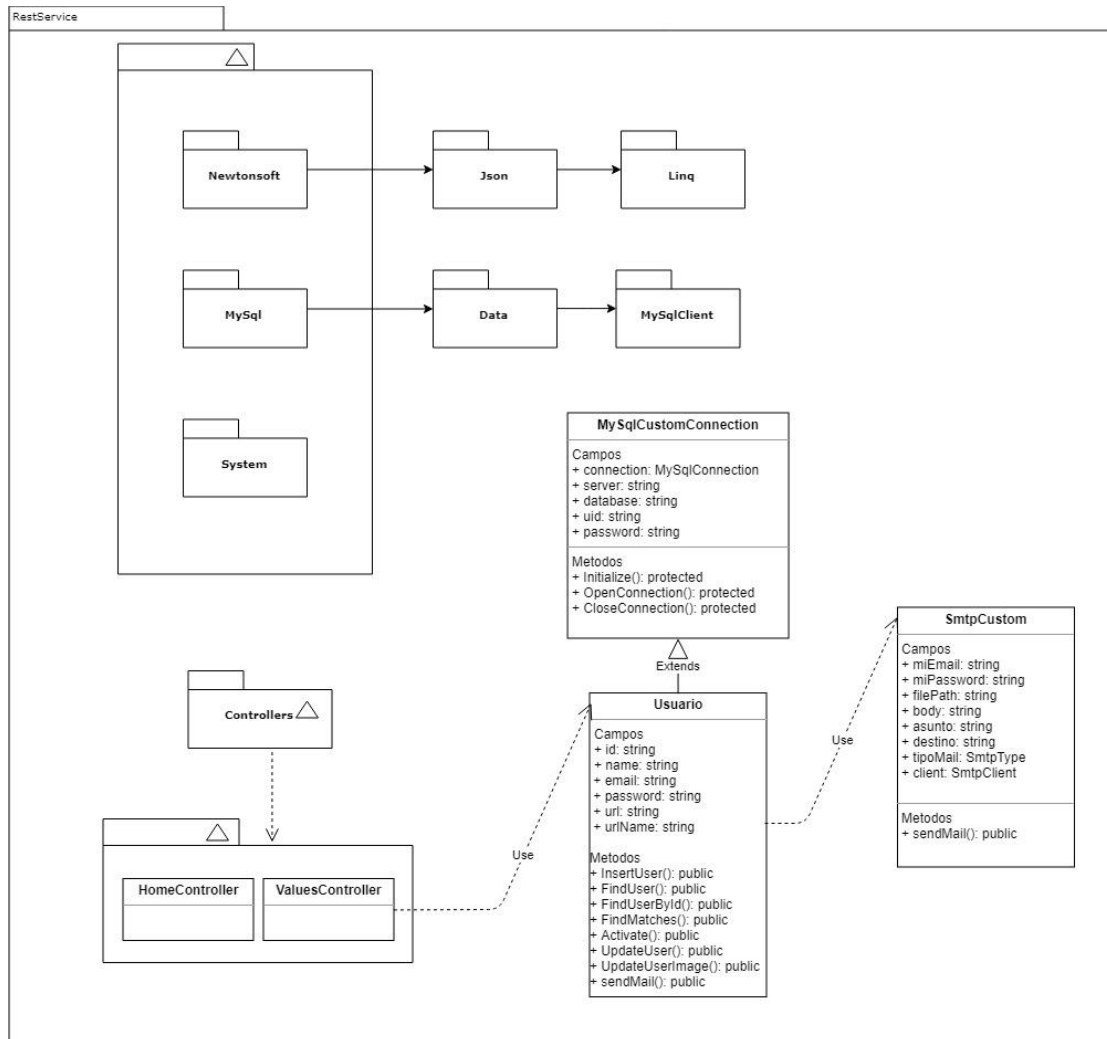 RestService
Newtonsoft
Json
Linq
MySql
Data
MySqlClient
System
MySqlCustomConnection
Campos
+ connection: MySqlConnection
+ server: string
+ database: string
+ uid: string
+ password: string
Metodos
+ Initialize(): protected
+ OpenConnection(): protected
+ CloseConnection(): protected
Extends
SmtpCustom
Campos
+ miEmail: string
+ miPassword: string
+ filePath: string
+ body: string
+ asunto: string
+ destino: string
+ tipoMail: SmtpType
+ client: SmtpClient
Metodos
+ sendMail(): public
Controllers
Usuario
Campos
+ id: string
+ name: string
+ email: string
+ password: string
+ url: string
+ urlName: string
Metodos
+ InsertUser(): public
+ FindUser(): public
+ FindUserById(): public
+ FindMatches(): public
+ Activate(): public
+ UpdateUser(): public
+ UpdateUserImage(): public
+ sendMail(): public
Use
Use
HomeController
ValuesController